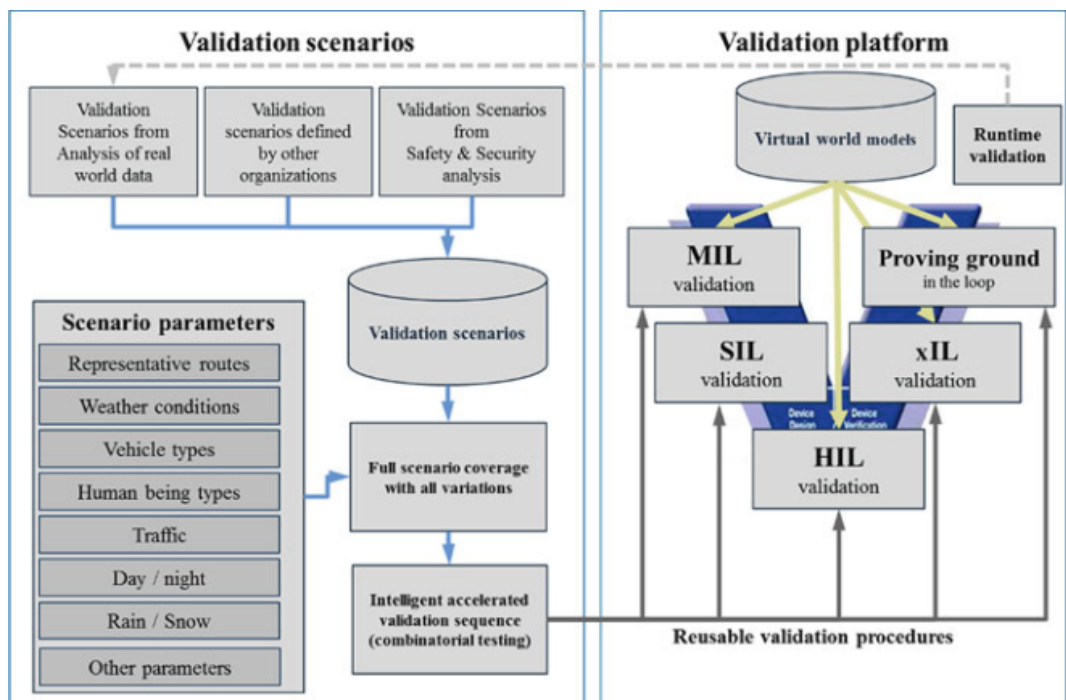 Validation scenarios
Validation
Scenarios from
Analysis of real
world data
Validation
scenarios defined
by other
organizations
Validation Scenarios
from
Safety & Security
analysis
Validation scenarios
Scenario parameters
Representative routes
Weather conditions
Vehicle types
Human being types
Traffic
Day / night
Rain / Snow
Other parameters
Full scenario coverage
with all variations
Intelligent accelerated
validation sequence
(combinatorial testing)
Validation platform
Virtual world models
Runtime
validation
MIL
validation
Proving ground
in the loop
SIL
validation
xIL
validation
Device
Design
Device
Verification
HIL
validation
Reusable validation procedures